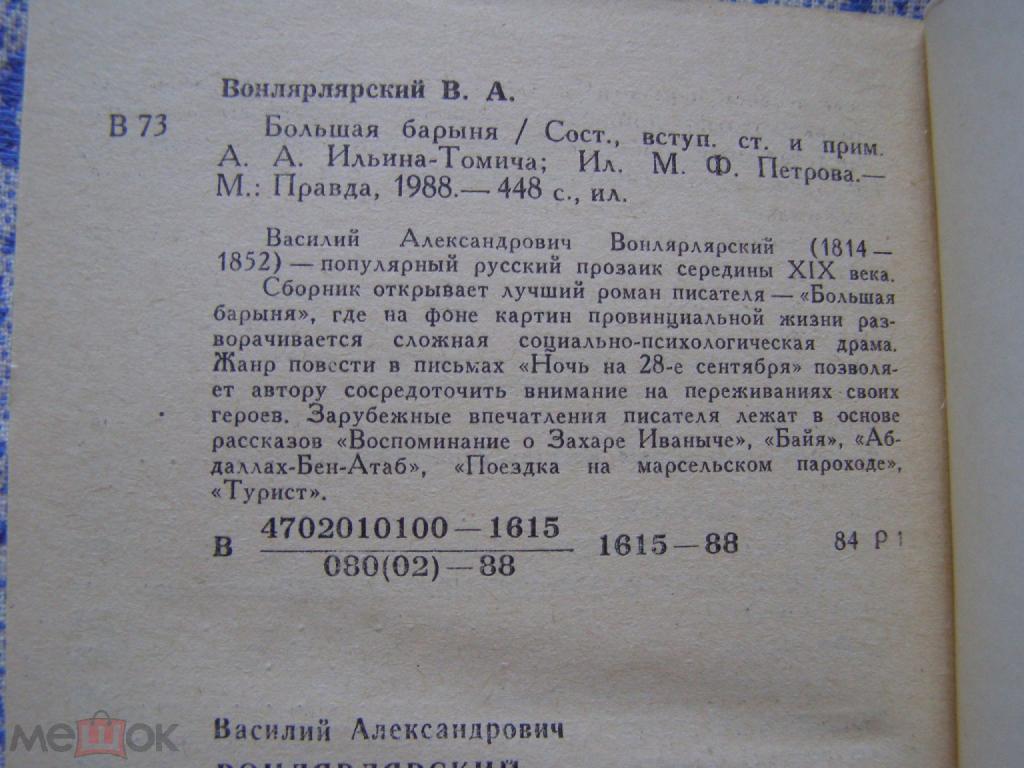 Вонлярлярский В. А.
В 73 Большая барыня / Сост., вступ. ст. и прим.
А. А. Ильина-Томича; Ил. М. Ф. Петрова.—
М.: Правда, 1988.— 448 с., ил.
Василий Александрович Вонлярлярский (1814—
1852) — популярный русский прозаик середины XIX века.
Сборник открывает лучший роман писателя — «Большая
барыня», где на фоне картин провинциальной жизни раз-
ворачивается сложная социально-психологическая драма.
Жанр повести в письмах «Ночь на 28-е сентября» позволя-
ет автору сосредоточить внимание на переживаниях своих
героев. Зарубежные впечатления писателя лежат в основе
рассказов «Воспоминание о Захаре Иваныче», «Байя», «Аб-
даллах-Бен-Атаб», «Поездка на марсельском пароходе»,
«Турист».
В 4702010100—1615 1615—88 84 Р 1
080(02)—88
Василий Александрович
ВОНЛЯРЛЯРСКИЙ
мешок